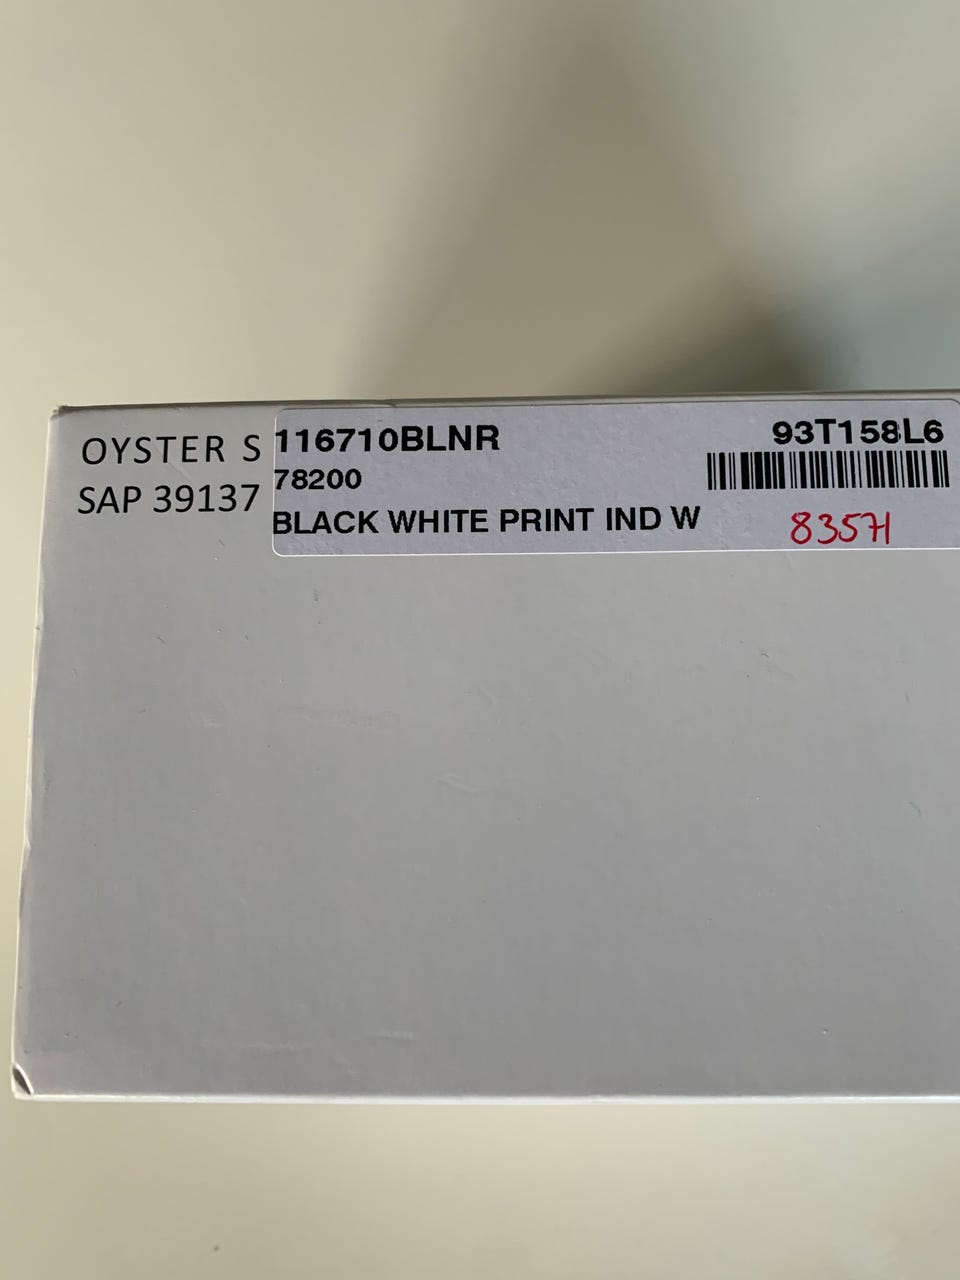 OYSTER S
SAP 39137
116710BLNR
78200
BLACK WHITE PRINT IND W
93T158L6
83571